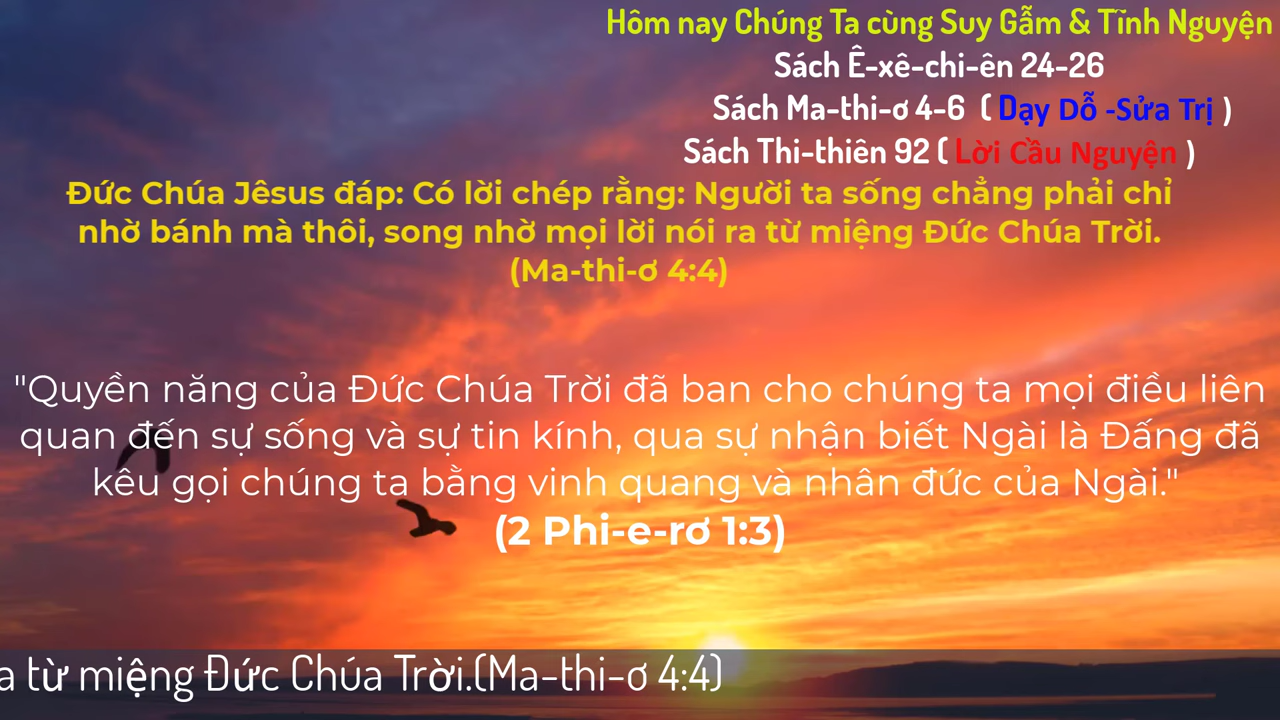 Hôm nay Chúng Ta cùng Suy Gẫm & Tĩnh Nguyện
Sách Ê-xê-chi-ên 24-26
Sách Ma-thi-ơ 4-6 ( Dạy Dỗ -Sửa Trị )
Sách Thi-thiên 92 ( Lời Cầu Nguyện )
Đức Chúa Jêsus đáp: Có lời chép rằng: Người ta sống chẳng phải chỉ
nhờ bánh mà thôi, song nhờ mọi lời nói ra từ miệng Đức Chúa Trời.
(Ma-thi-ơ 4:4)
"Quyền năng của Đức Chúa Trời đã ban cho chúng ta mọi điều liên
quan đến sự sống và sự tin kính, qua sự nhận biết Ngài là Đấng đã
kêu gọi chúng ta bằng vinh quang và nhân đức của Ngài."
(2 Phi-e-rơ 1:3)
a từ miệng Đức Chúa Trời.(Ma-thi-ơ 4:4)